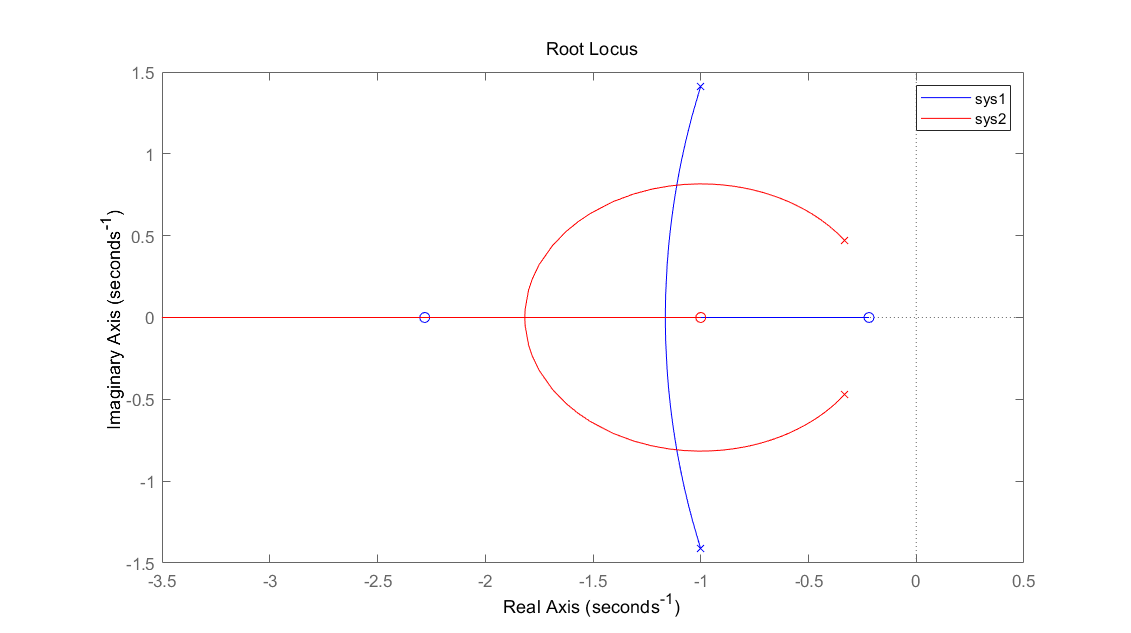 Root Locus
sys1
sys2
Imaginary Axis (seconds⁻¹)
1.5
1
0.5
0
-0.5
-1
-1.5
-3.5 -3 -2.5 -2 -1.5 -1 -0.5 0 0.5
Real Axis (seconds⁻¹)